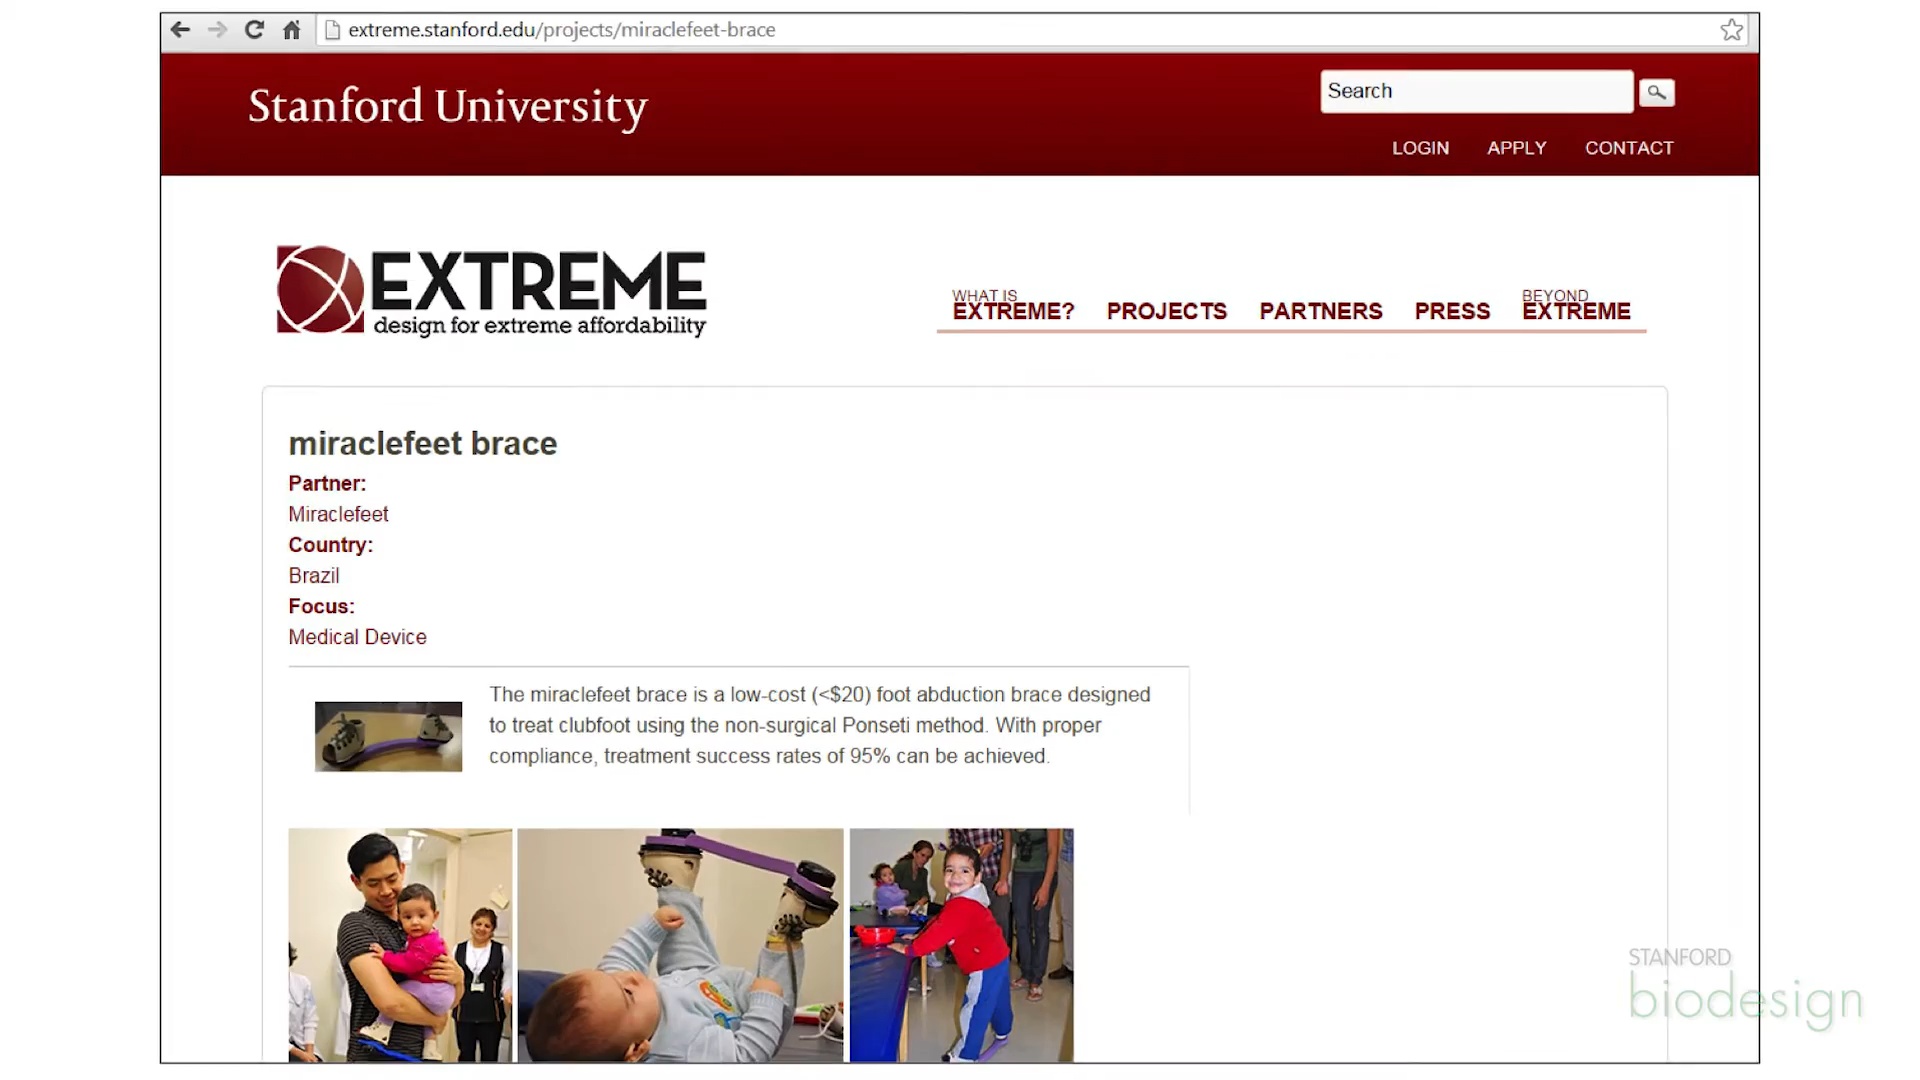 extreme.stanford.edu/projects/miraclefeet-brace
Stanford University
Search
LOGIN APPLY CONTACT
EXTREME
design for extreme affordability
WHAT IS
EXTREME?
PROJECTS
PARTNERS
PRESS
BEYOND
EXTREME
miraclefeet brace
Partner:
Miraclefeet
Country:
Brazil
Focus:
Medical Device
The miraclefeet brace is a low-cost (<$20) foot abduction brace designed
to treat clubfoot using the non-surgical Ponseti method. With proper
compliance, treatment success rates of 95% can be achieved.
STANFORD
biodesign